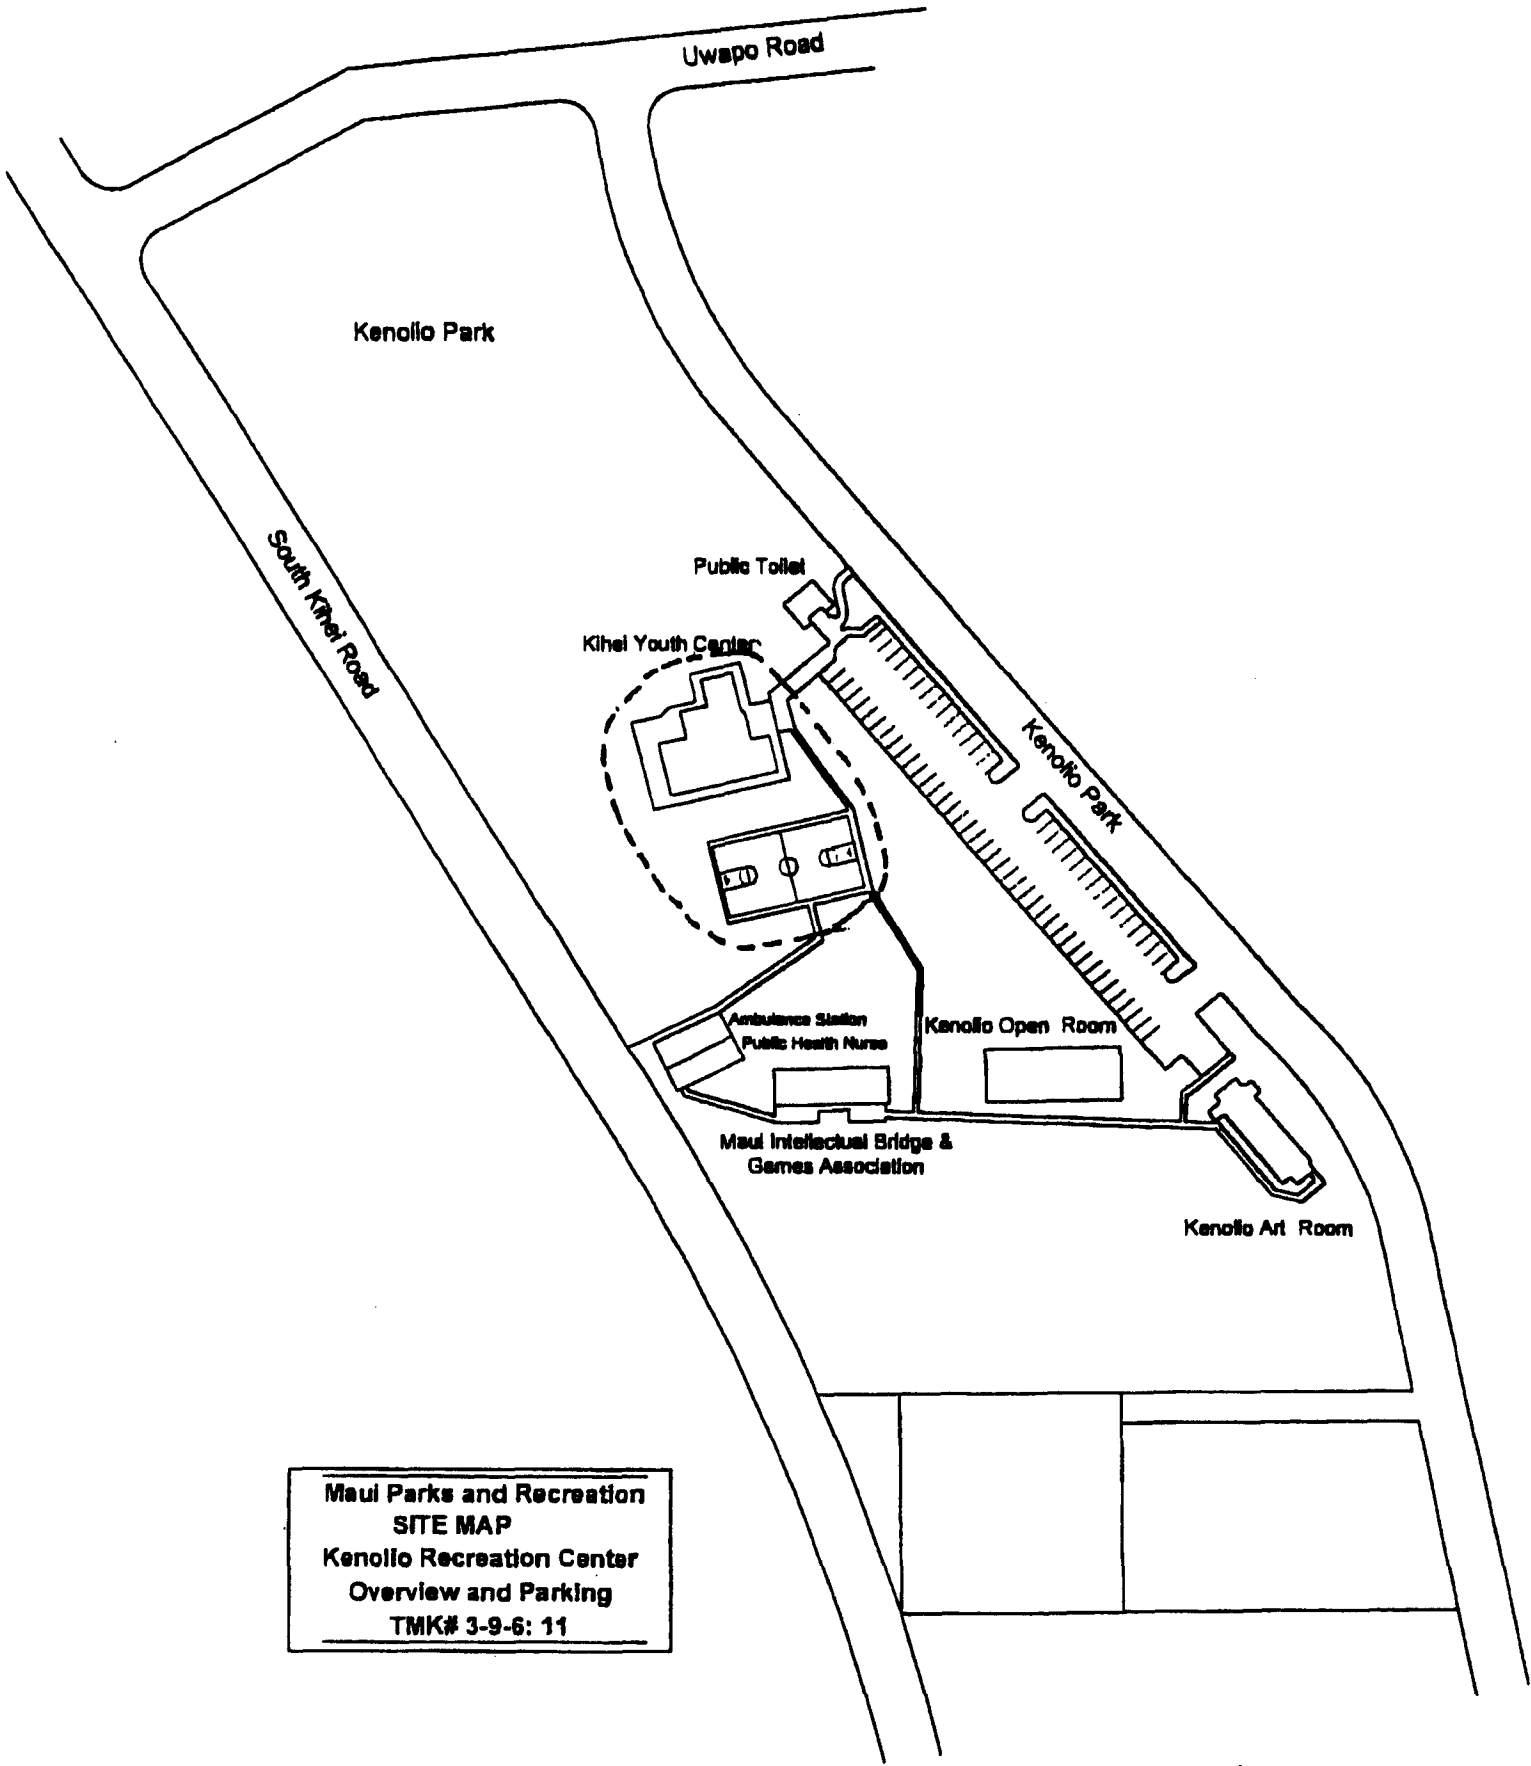 Uwapo Road
Kenolio Park
South Kihei Road
Public Toilet
Kihei Youth Center
Kenolio Park
Ambulance Station
Public Health Nurse
Kenolio Open Room
Maui Intellectual Bridge &
Games Association
Kenolio Art Room
Maui Parks and Recreation
SITE MAP
Kenolio Recreation Center
Overview and Parking
TMK# 3-9-6: 11